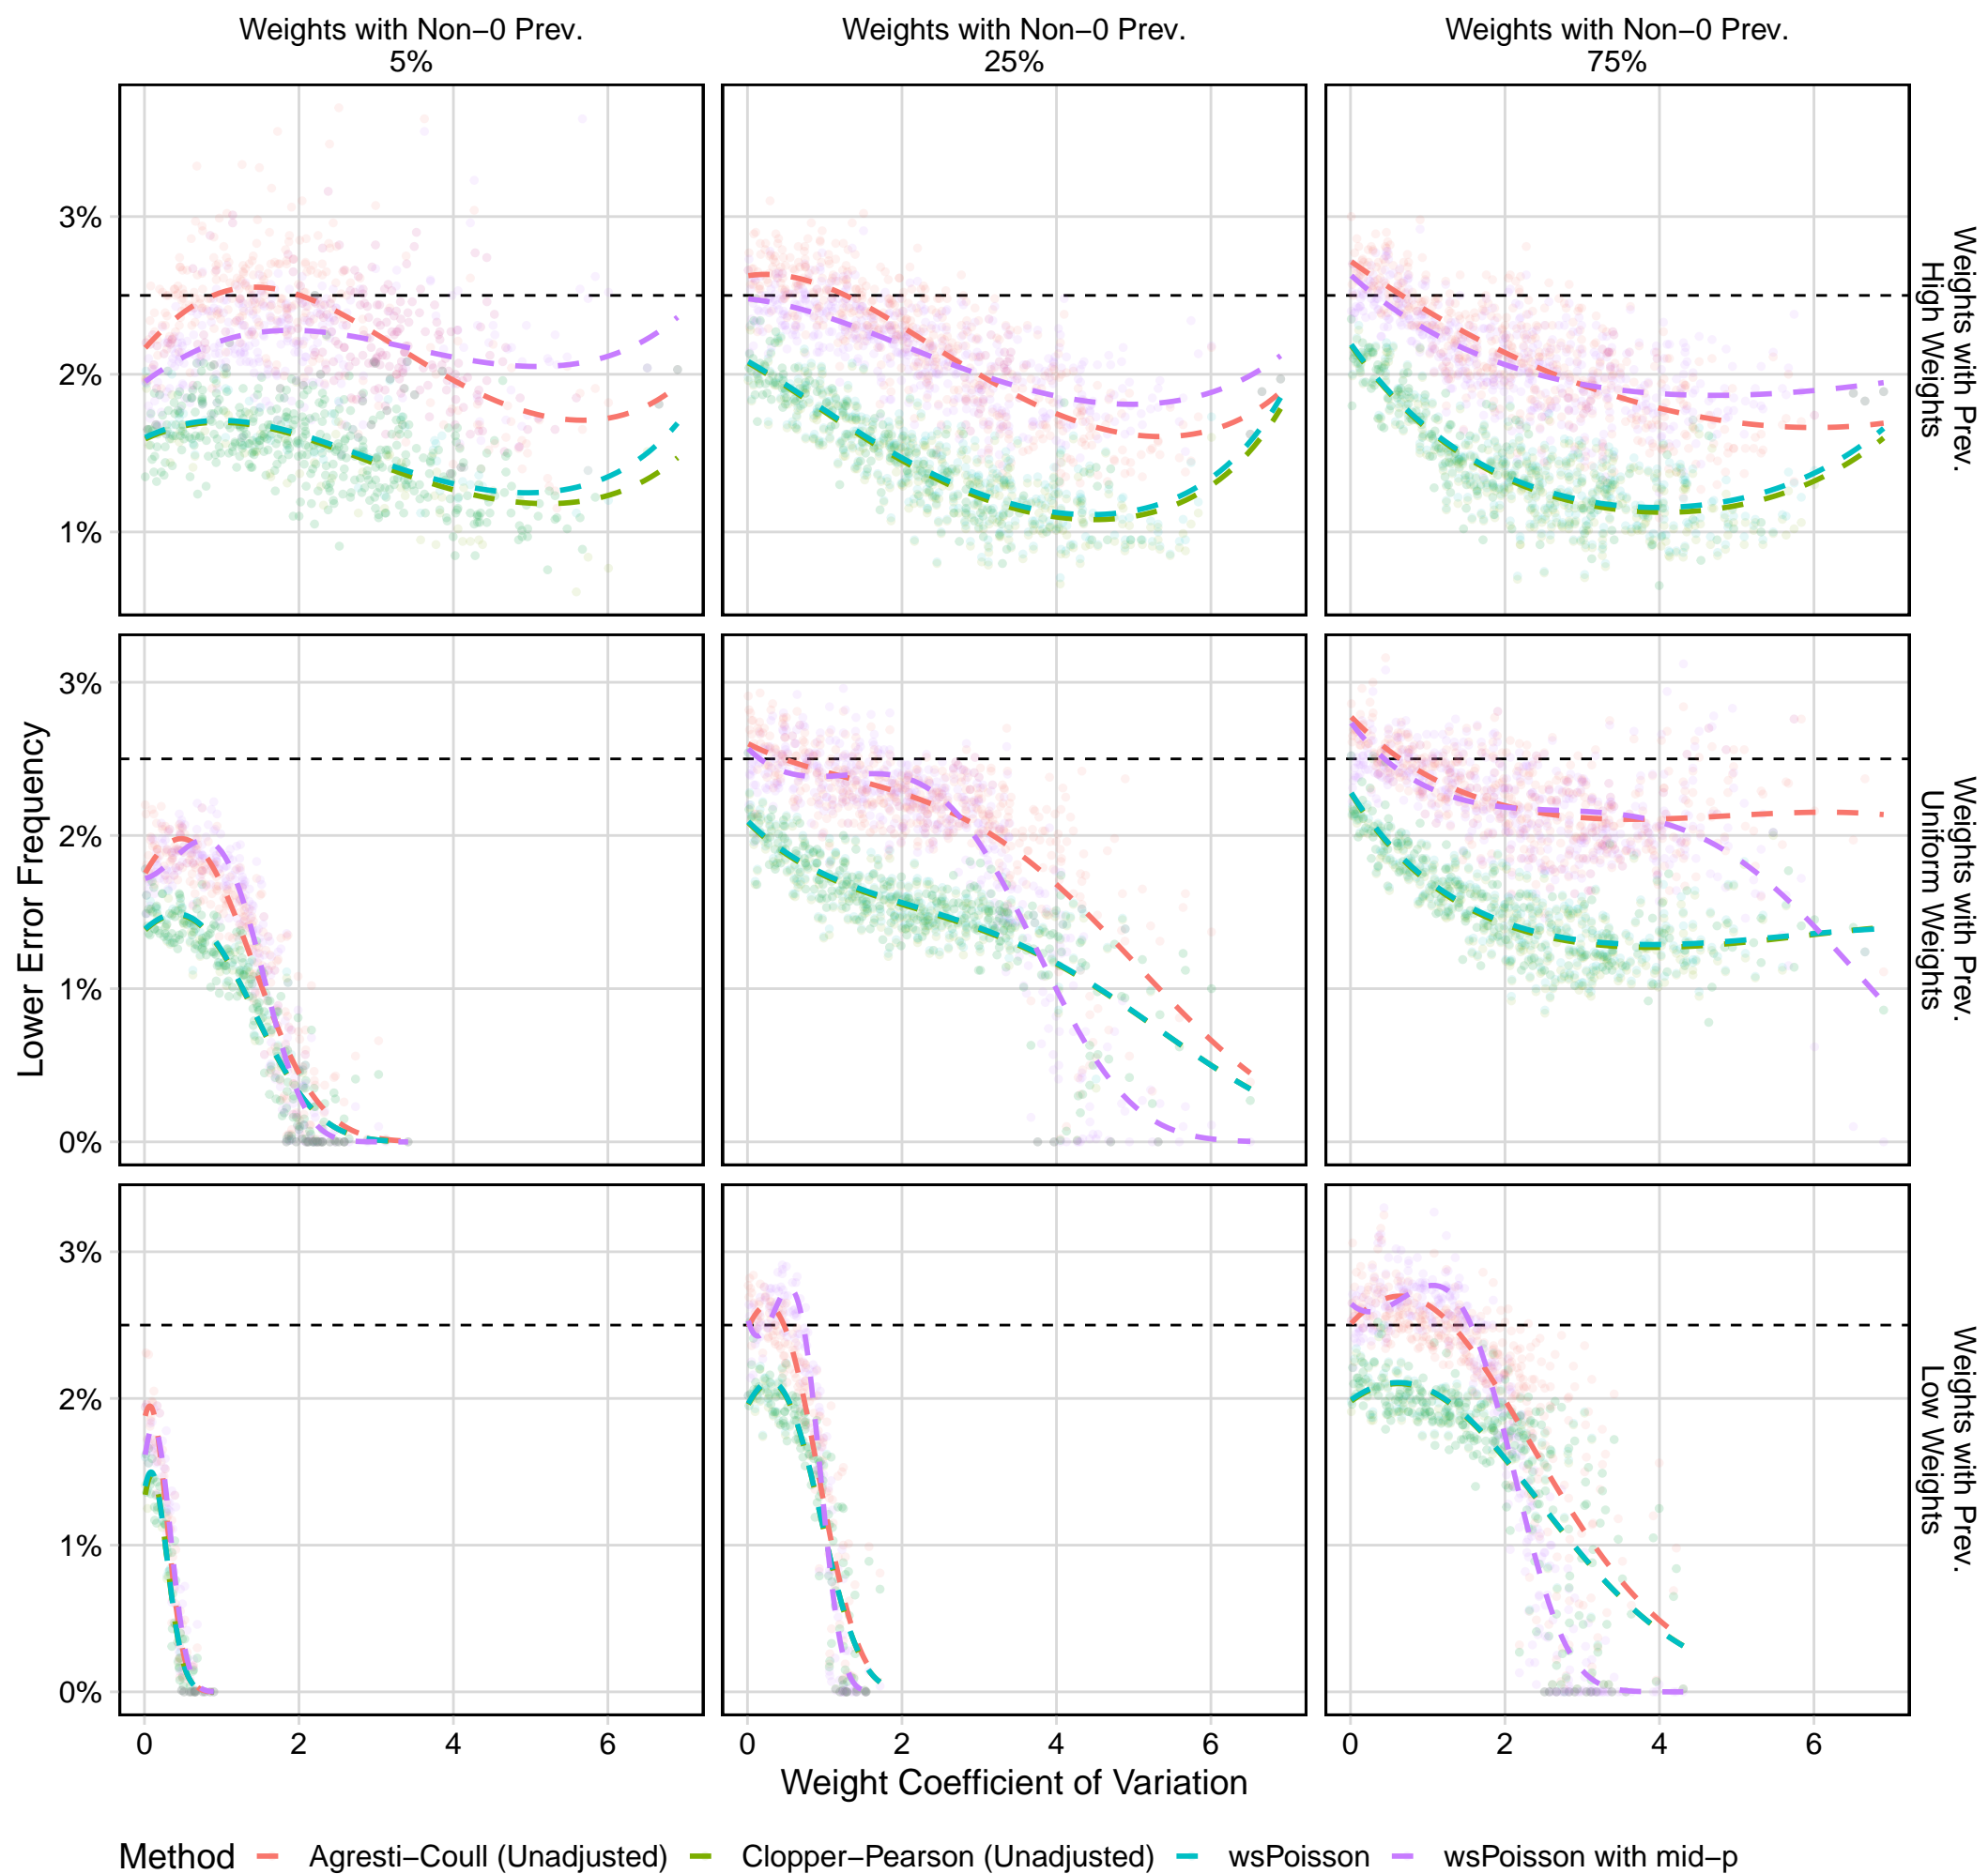 Weights with Non−0 Prev.
5%
Weights with Non−0 Prev.
25%
Weights with Non−0 Prev.
75%
3%
2%
1%
Weights with Prev.
High Weights
Lower Error Frequency
3%
2%
1%
0%
Weights with Prev.
Uniform Weights
3%
2%
1%
0%
Weights with Prev.
Low Weights
0 2 4 6
0 2 4 6
0 2 4 6
Weight Coefficient of Variation
Method Agresti−Coull (Unadjusted) Clopper−Pearson (Unadjusted) wsPoisson wsPoisson with mid−p